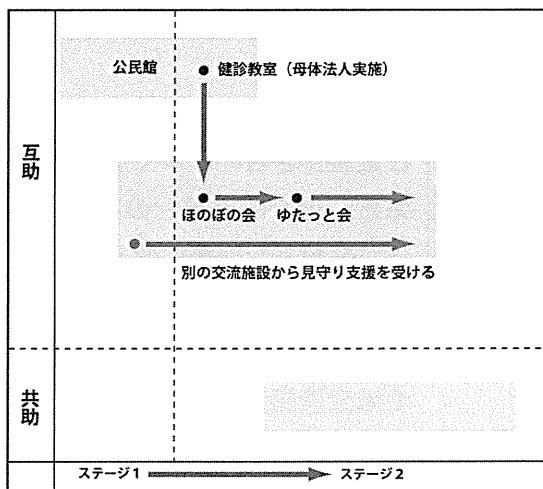 公民館
健診教室（母体法人実施）
互助
ほのぼの会
ゆたっと会
別の交流施設から見守り支援を受ける
共助
ステージ1
ステージ2